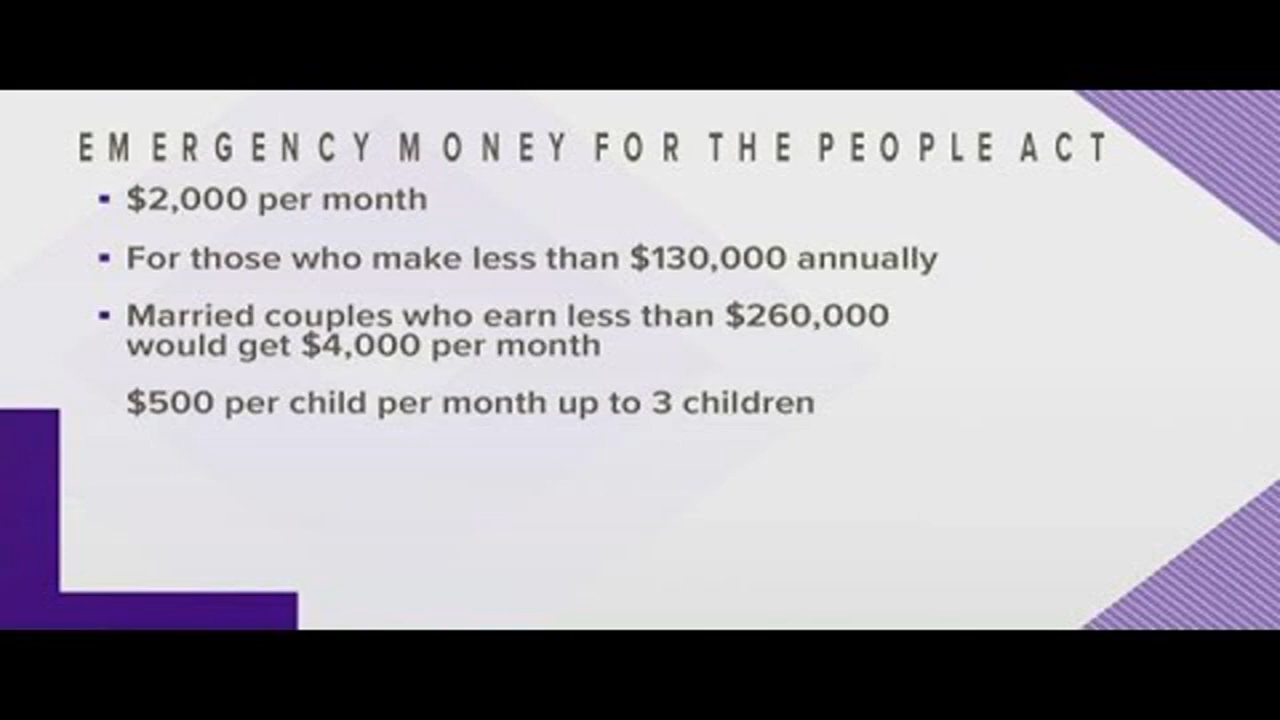 EMERGENCY MONEY FOR THE PEOPLE ACT
▪ $2,000 per month
▪ For those who make less than $130,000 annually
▪ Married couples who earn less than $260,000
would get $4,000 per month
$500 per child per month up to 3 children